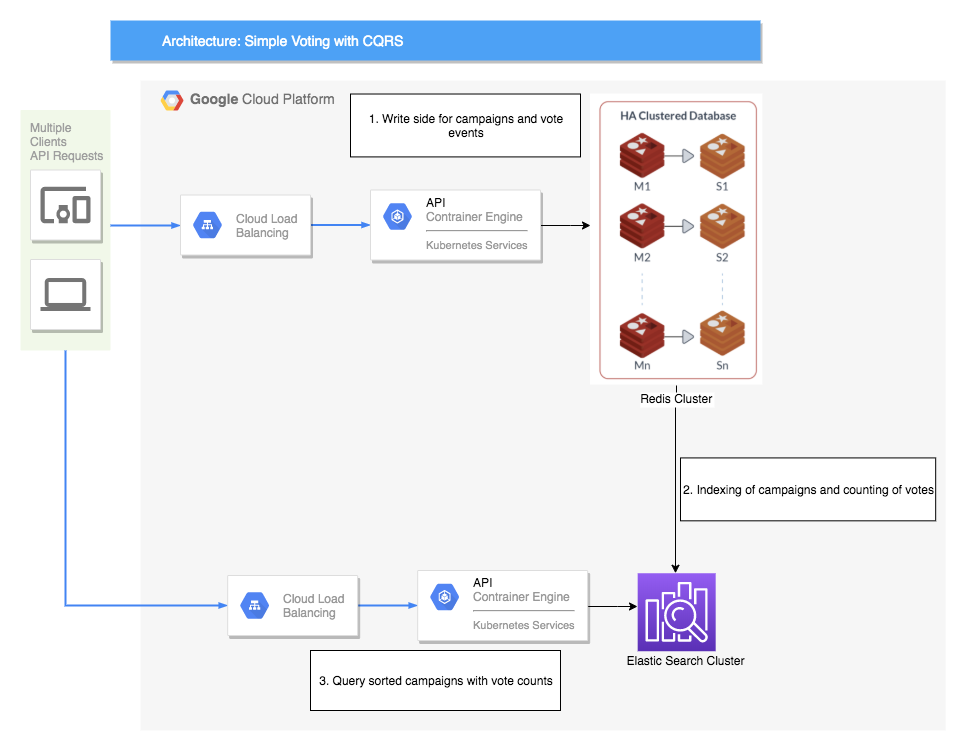 Architecture: Simple Voting with CQRS
Google Cloud Platform
Multiple
Clients
API Requests
1. Write side for campaigns and vote
events
HA Clustered Database
M1
S1
M2
S2
Mn
Sn
Cloud Load
Balancing
API
Contrainer Engine
Kubernetes Services
Redis Cluster
2. Indexing of campaigns and counting of votes
Cloud Load
Balancing
API
Contrainer Engine
Kubernetes Services
Elastic Search Cluster
3. Query sorted campaigns with vote counts